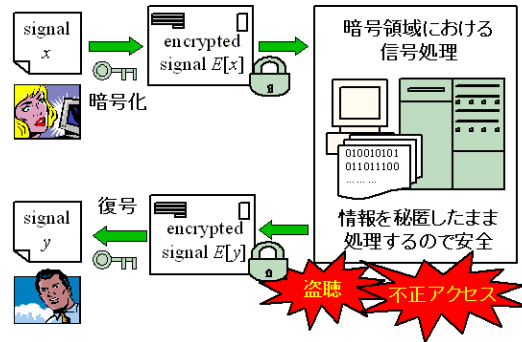 signal
x
暗号化
encrypted
signal E[x]
暗号領域における
信号処理
010010101
011011100
... ... ...
情報を秘匿したまま
処理するので安全
盗聴
不正アクセス
encrypted
signal E[y]
復号
signal
y